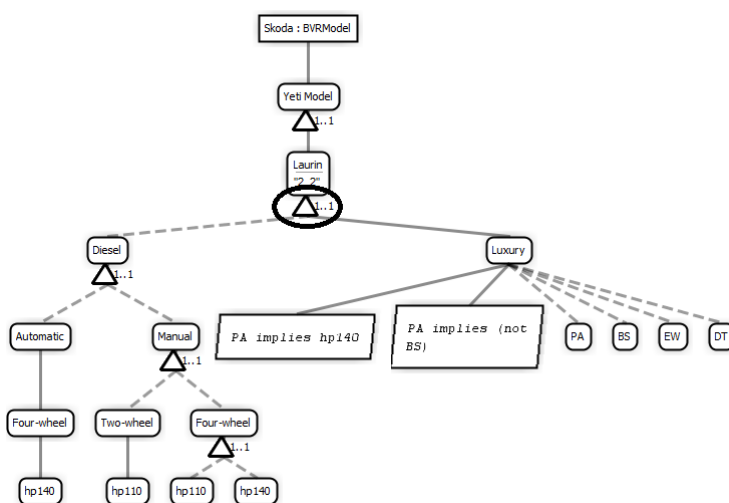 Skoda : BVRModel
Yeti Model
1..1
Laurin
"2_2"
1..1
Diesel
Luxury
1..1
Automatic
Manual
PA implies hp140
PA implies (not
BS)
PA
BS
EW
DT
1..1
Four-wheel
Two-wheel
Four-wheel
1..1
hp140
hp110
hp110
hp140